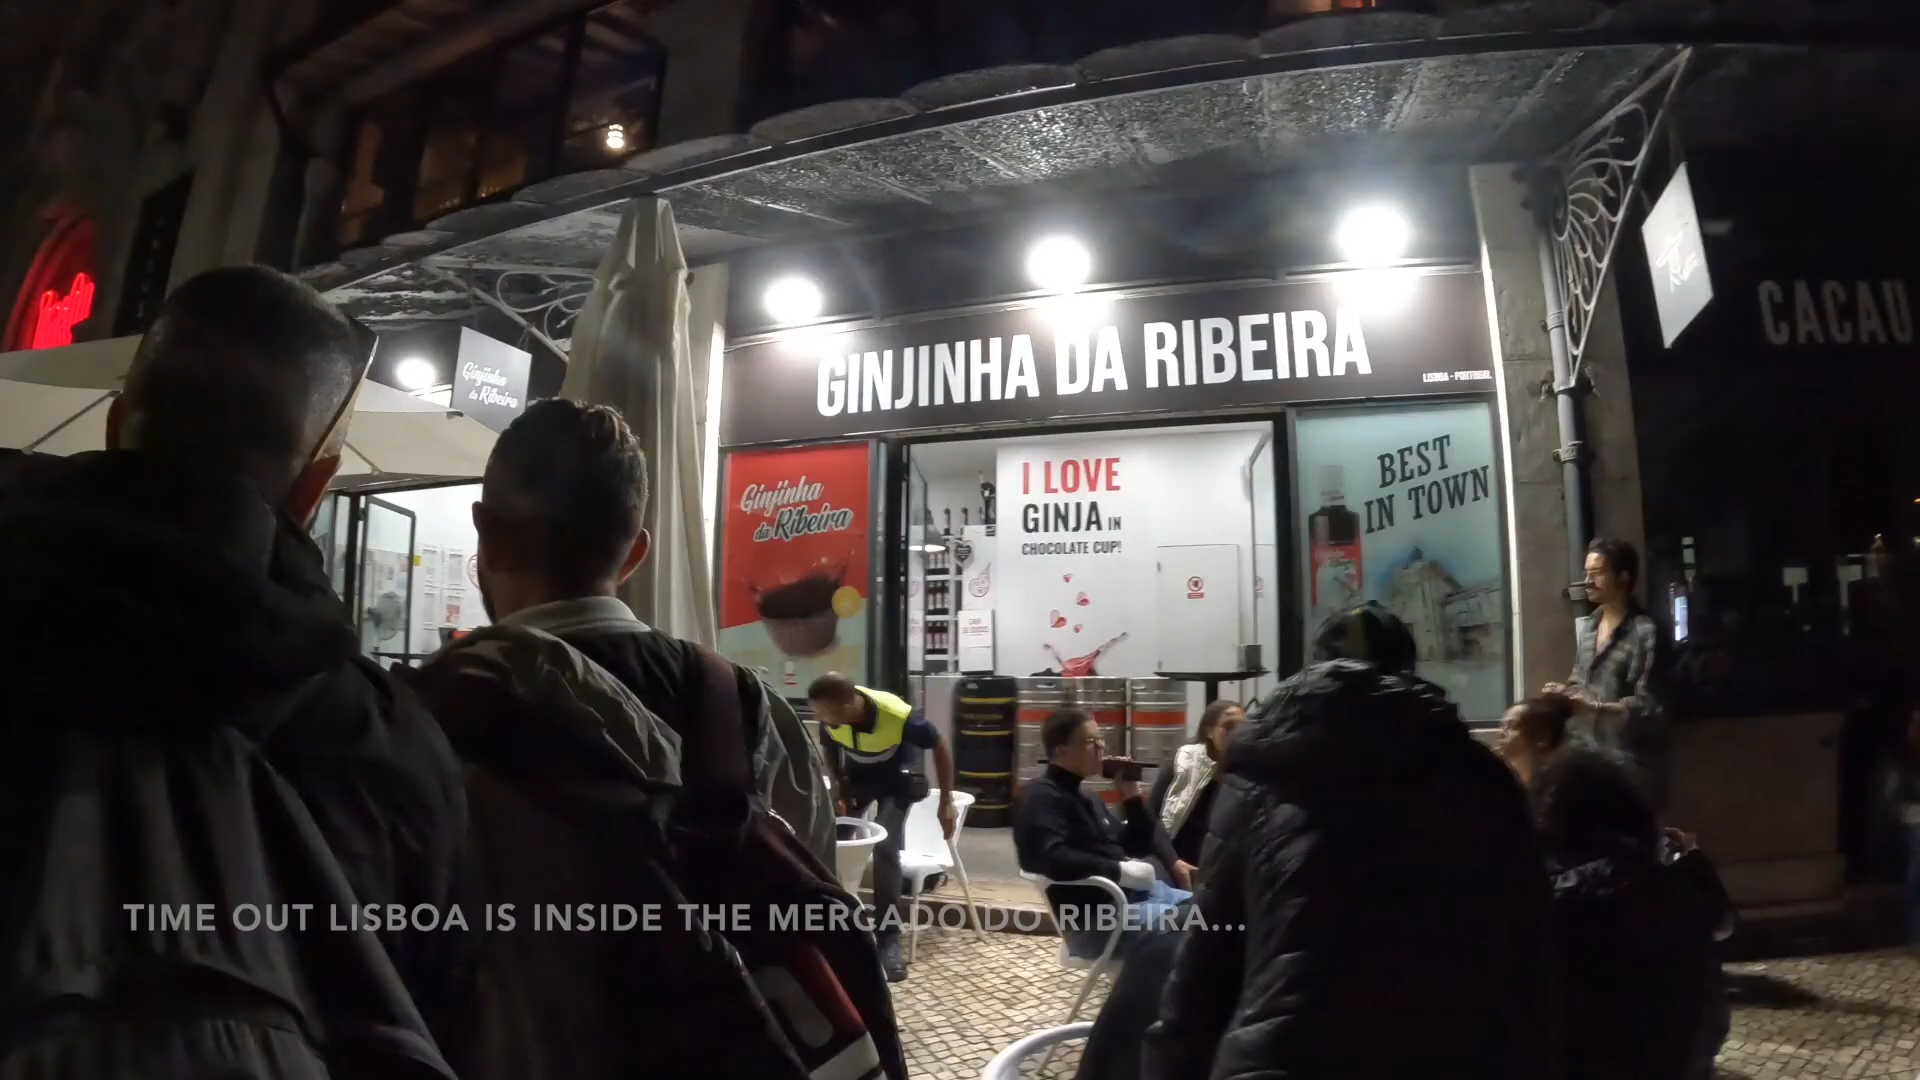 GINJINHA DA RIBEIRA
LISBOA - PORTUGAL
CACAU
Ginjinha
da Ribeira
Ginjinha
da Ribeira
I LOVE
GINJA IN
CHOCOLATE CUP!
BEST
IN TOWN
TIME OUT LISBOA IS INSIDE THE MERCADO DO RIBEIRA...